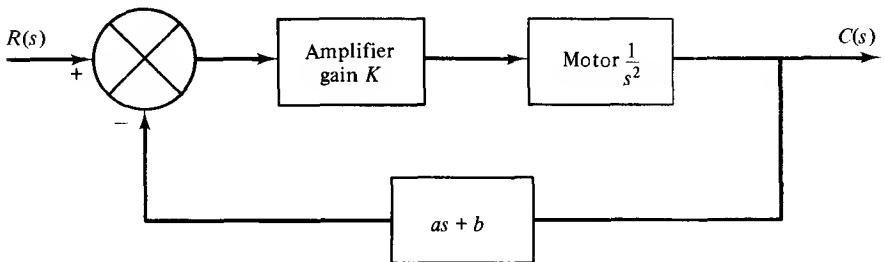 R(s)
C(s)
+
−
Amplifier
gain K
Motor 1/s²
as + b